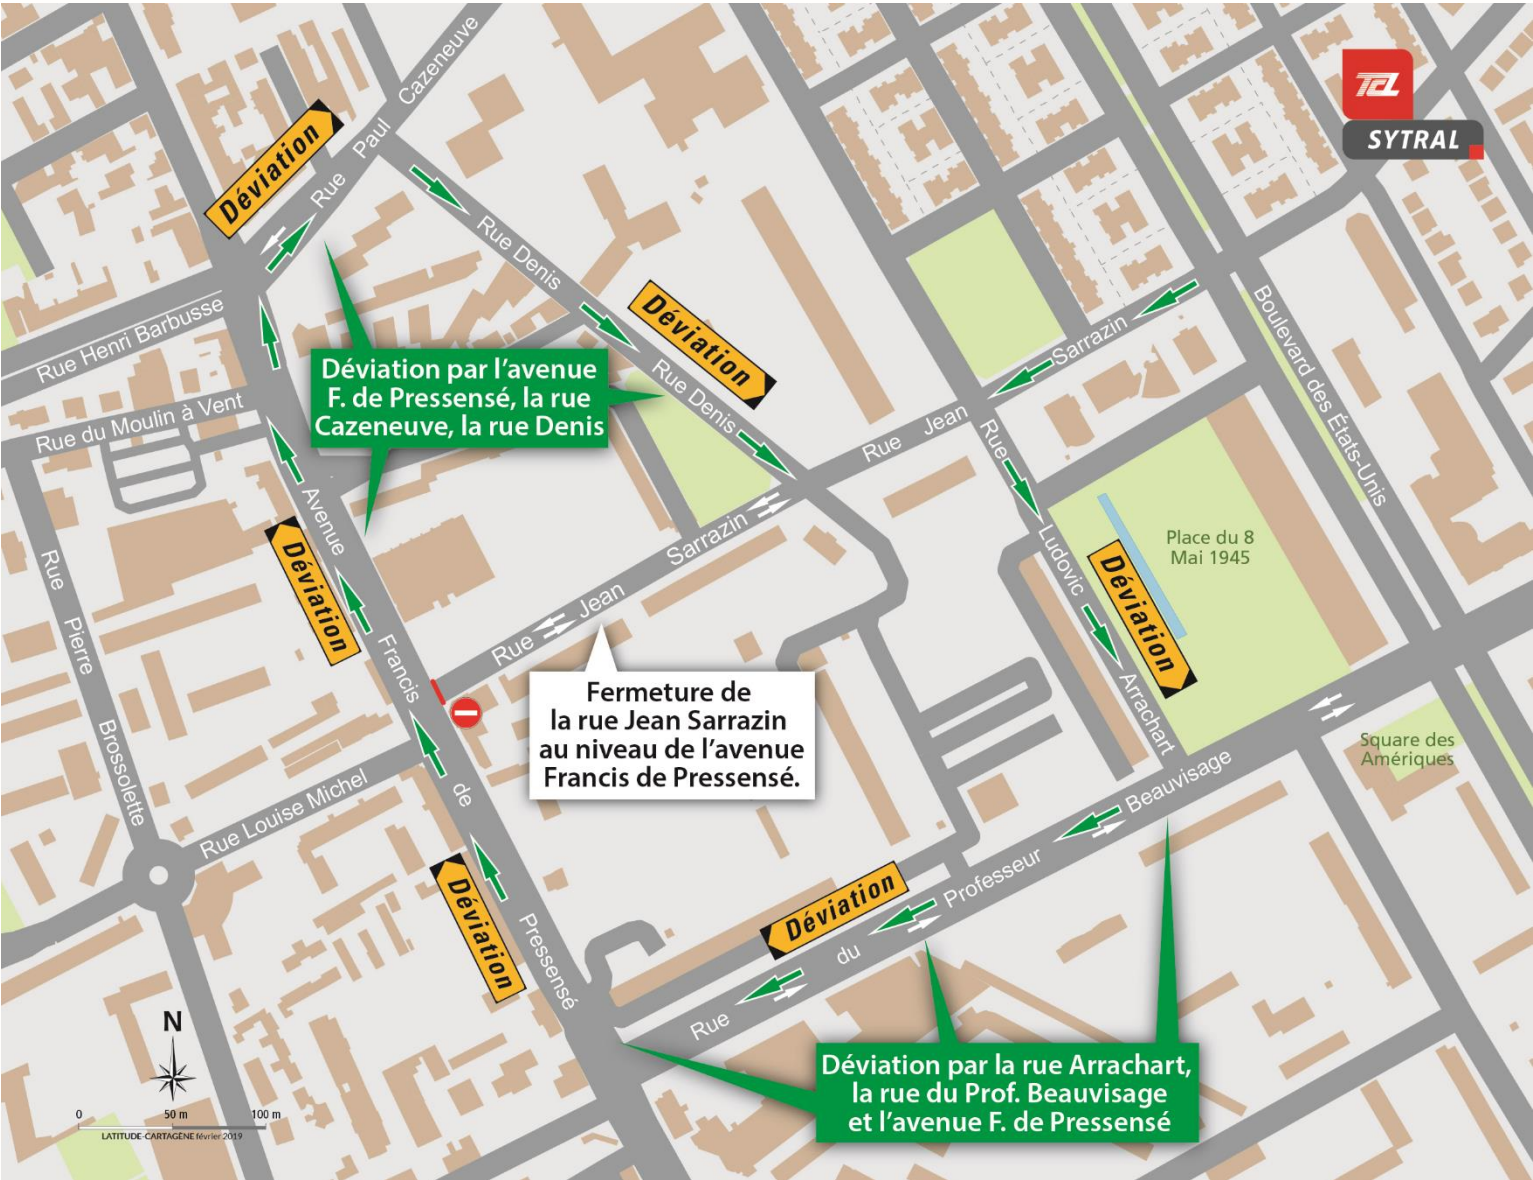 Cazeneuve
Paul
Rue
TCL
SYTRAL
Déviation
Rue Denis
Déviation
Rue Henri Barbusse
Sarrazin
Boulevard des États-Unis
Déviation par l'avenue
F. de Pressensé, la rue
Cazeneuve, la rue Denis
Rue Denis
Rue du Moulin à Vent
Rue Jean
Rue
Ludovic
Arrachart
Avenue
Francis
de
Pressensé
Déviation
Sarrazin
Jean
Rue
Place du 8
Mai 1945
Déviation
Rue
Pierre
Brossolette
Fermeture de
la rue Jean Sarrazin
au niveau de l'avenue
Francis de Pressensé.
Square des
Amériques
Rue Louise Michel
Beauvisage
Professeur
du
Rue
Déviation
Déviation
N
0 50 m 100 m
LATITUDE-CARTAGÈNE février 2019
Déviation par la rue Arrachart,
la rue du Prof. Beauvisage
et l'avenue F. de Pressensé